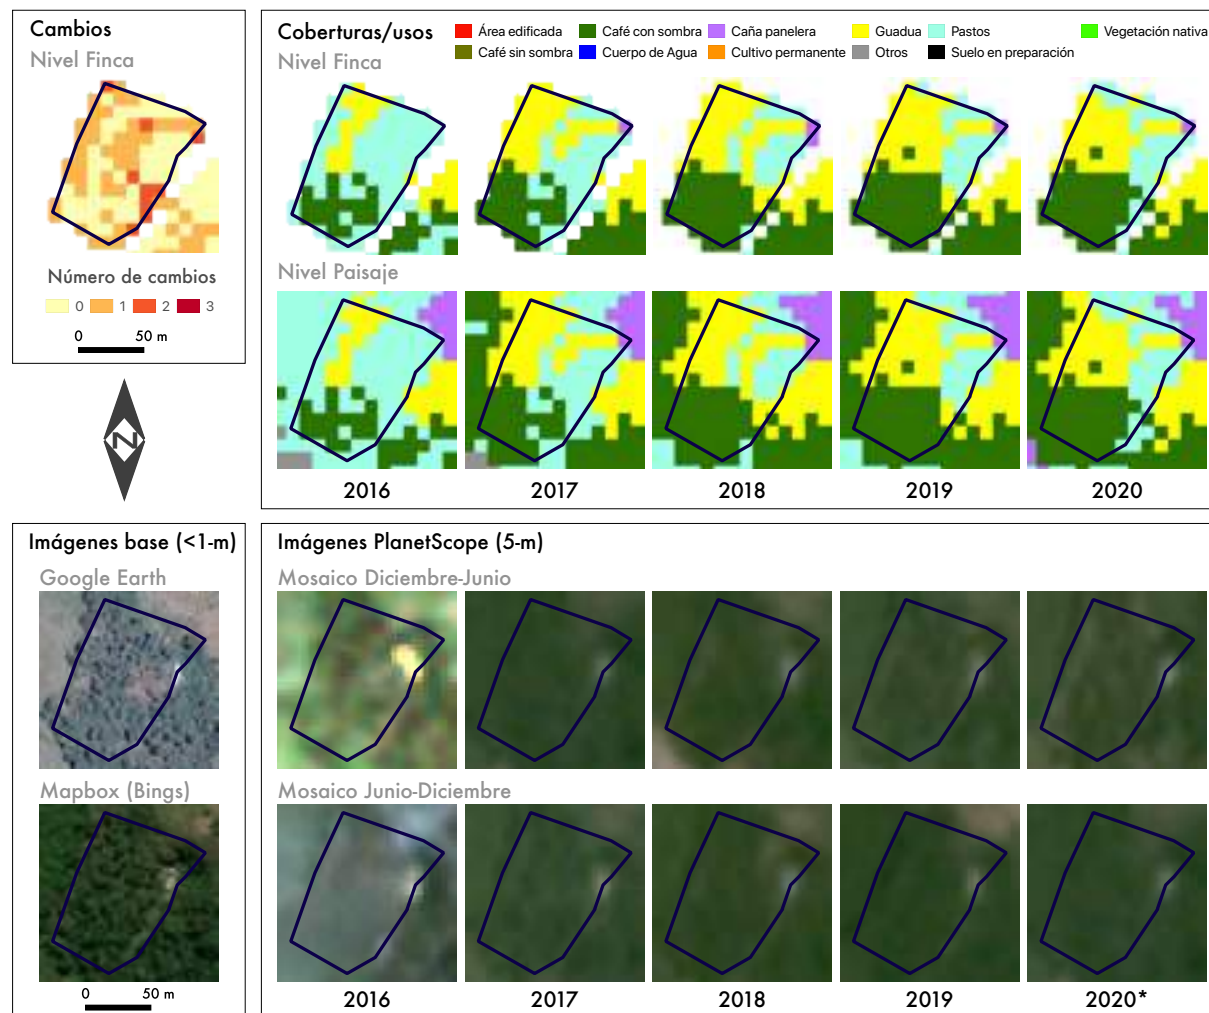 Cambios
Nivel Finca
Número de cambios
0 1 2 3
0 50 m
N
Coberturas/usos
Área edificada Café con sombra Caña panelera Guadua Pastos Vegetación nativa
Café sin sombra Cuerpo de Agua Cultivo permanente Otros Suelo en preparación
Nivel Finca
Nivel Paisaje
2016 2017 2018 2019 2020
Imágenes base (<1-m)
Google Earth
Mapbox (Bings)
0 50 m
Imágenes PlanetScope (5-m)
Mosaico Diciembre-Junio
Mosaico Junio-Diciembre
2016 2017 2018 2019 2020*